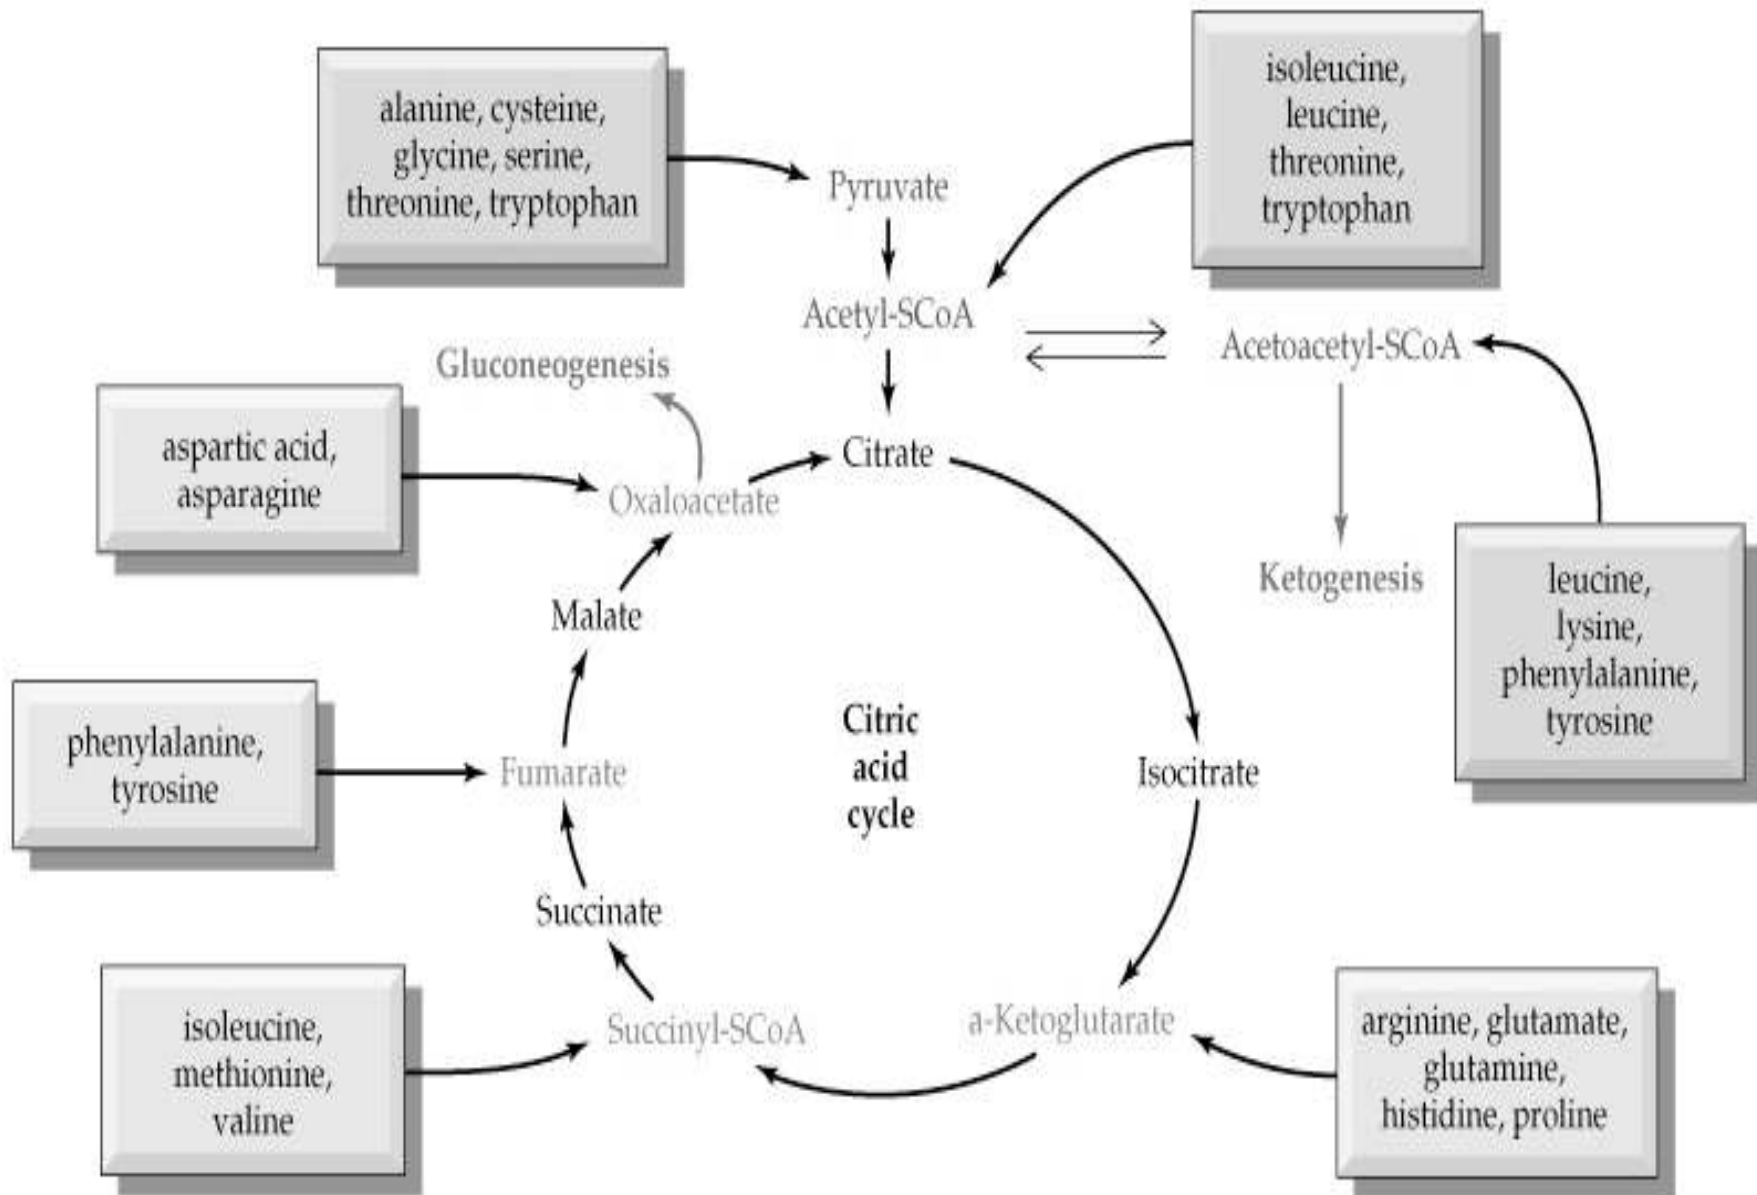 alanine, cysteine,
glycine, serine,
threonine, tryptophan
Pyruvate
isoleucine,
leucine,
threonine,
tryptophan
Acetyl-SCoA
Acetoacetyl-SCoA
Gluconeogenesis
aspartic acid,
asparagine
Citrate
Oxaloacetate
Ketogenesis
leucine,
lysine,
phenylalanine,
tyrosine
Malate
phenylalanine,
tyrosine
Fumarate
Citric
acid
cycle
Isocitrate
Succinate
isoleucine,
methionine,
valine
Succinyl-SCoA
a-Ketoglutarate
arginine, glutamate,
glutamine,
histidine, proline